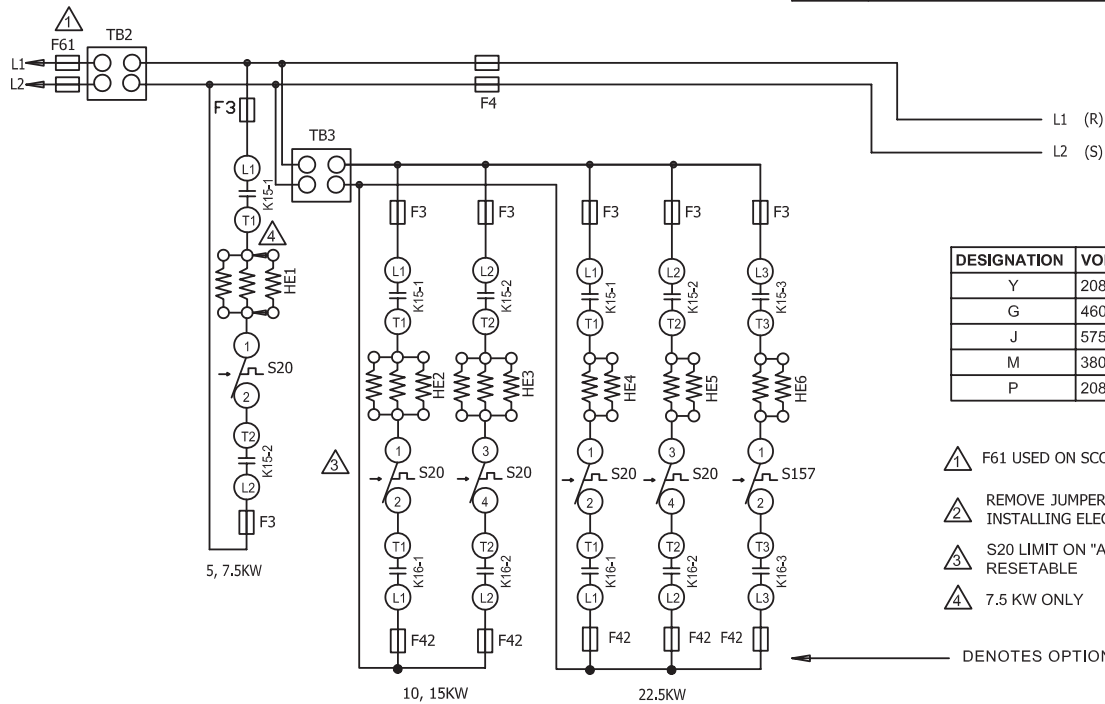 1
F61
TB2
L1
L2
F3
F4
L1 (R)
L2 (S)
TB3
L1
K15-1
T1
4
HE1
1
S20
2
T2
K15-2
L2
F3
5, 7.5KW
F3
F3
F3
F3
F3
L1
K15-1
T1
L2
K15-2
T2
L1
K15-1
T1
L2
K15-2
T2
L3
K15-3
T3
HE2
HE3
HE4
HE5
HE6
3
1
S20
2
3
S20
4
1
S20
2
3
S20
4
1
S157
2
T1
K16-1
L1
T2
K16-2
L2
T1
K16-1
L1
T2
K16-2
L2
T3
K16-3
L3
F42
F42
F42
F42
F42
10, 15KW
22.5KW
DESIGNATION
Y 208
G 460
J 575
M 380
P 208
1 F61 USED ON
2 REMOVE JUMPER
INSTALLING
3 S20 LIMIT ON
RESETABLE
4 7.5 KW ONLY
DENOTES